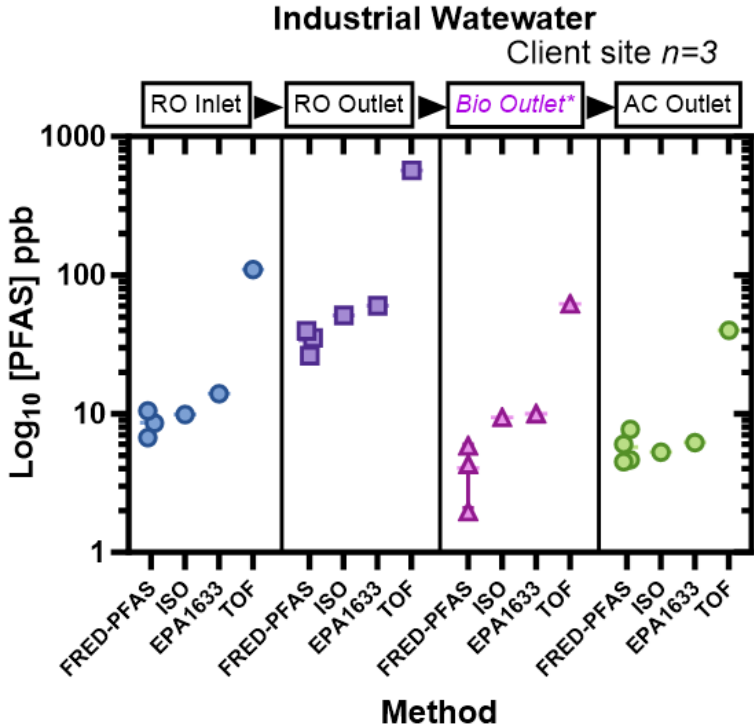 Industrial Watewater
Client site n=3
RO Inlet
RO Outlet
Bio Outlet*
AC Outlet
1000
100
10
1
Log₁₀ [PFAS] ppb
FRED-PFAS
ISO
EPA1633
TOF
FRED-PFAS
ISO
EPA1633
TOF
FRED-PFAS
ISO
EPA1633
TOF
FRED-PFAS
ISO
EPA1633
TOF
Method